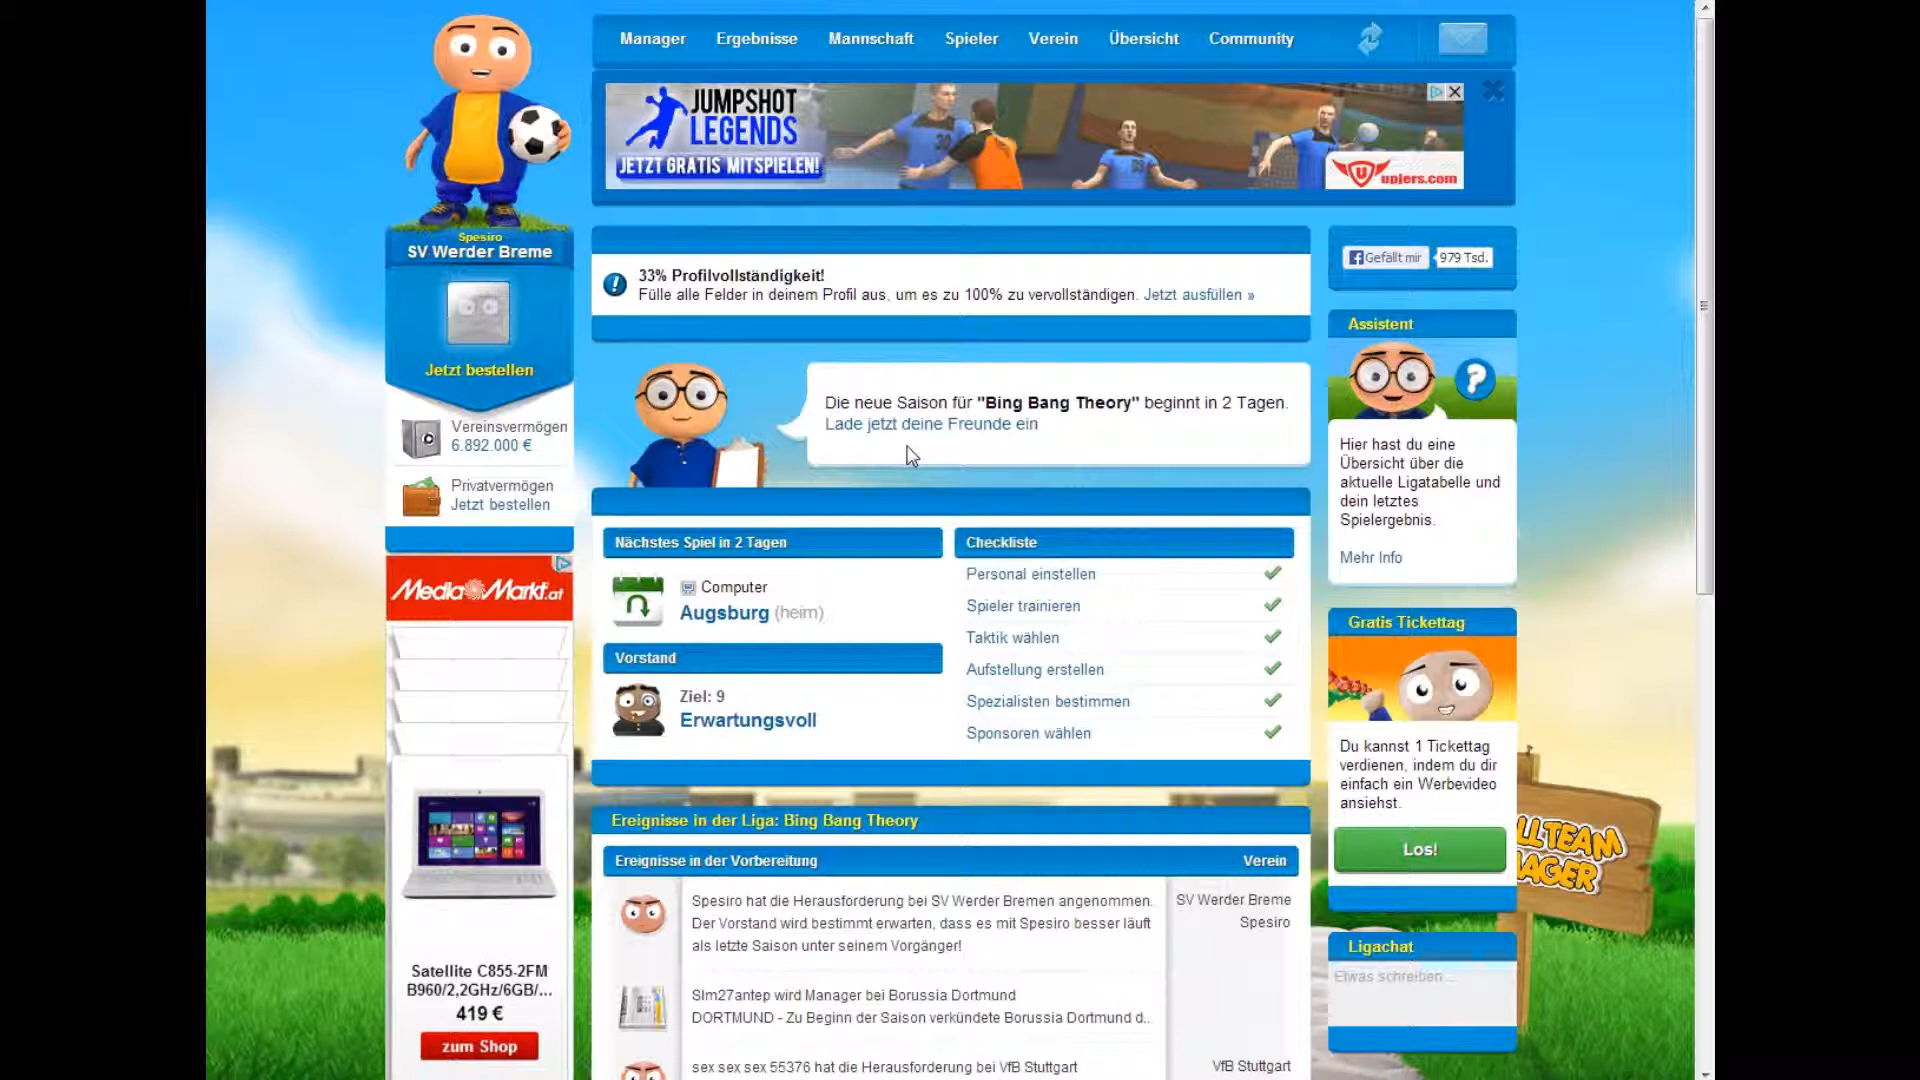 Manager Ergebnisse Mannschaft Spieler Verein Übersicht Community
JUMPSHOT
LEGENDS
JETZT GRATIS MITSPIELEN!
upjers.com
Spesiro
SV Werder Breme
Jetzt bestellen
Vereinsvermögen
6.892.000 €
Privatvermögen
Jetzt bestellen
Media Markt.at
Satellite C855-2FM
B960/2,2GHz/6GB/...
419 €
zum Shop
33% Profilvollständigkeit!
Fülle alle Felder in deinem Profil aus, um es zu 100% zu vervollständigen. Jetzt ausfüllen »
Die neue Saison für "Bing Bang Theory" beginnt in 2 Tagen.
Lade jetzt deine Freunde ein
Nächstes Spiel in 2 Tagen
Computer
Augsburg (heim)
Vorstand
Ziel: 9
Erwartungsvoll
Checkliste
Personal einstellen
Spieler trainieren
Taktik wählen
Aufstellung erstellen
Spezialisten bestimmen
Sponsoren wählen
Ereignisse in der Liga: Bing Bang Theory
Ereignisse in der Vorbereitung Verein
Spesiro hat die Herausforderung bei SV Werder Bremen angenommen.
Der Vorstand wird bestimmt erwarten, dass es mit Spesiro besser läuft
als letzte Saison unter seinem Vorgänger!
SV Werder Breme
Spesiro
Slm27antep wird Manager bei Borussia Dortmund
DORTMUND - Zu Beginn der Saison verkündete Borussia Dortmund d...
sex sex sex 55376 hat die Herausforderung bei VfB Stuttgart
VfB Stuttgart
Gefällt mir 979 Tsd.
Assistent
Hier hast du eine
Übersicht über die
aktuelle Ligatabelle und
dein letztes
Spielergebnis.
Mehr Info
Gratis Tickettag
Du kannst 1 Tickettag
verdienen, indem du dir
einfach ein Werbevideo
ansiehst.
Los!
LLTEAM
AGER
Ligachat
Etwas schreiben ...